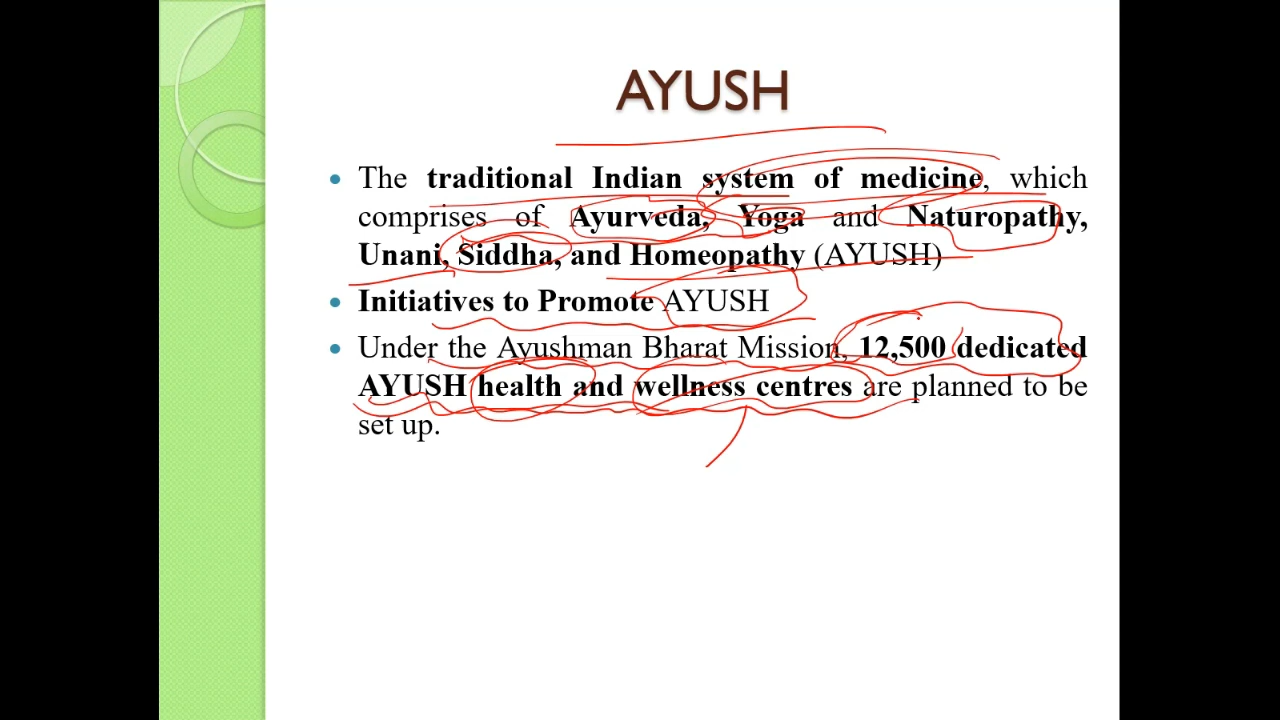 AYUSH
The traditional Indian system of medicine, which
comprises of Ayurveda, Yoga and Naturopathy,
Unani, Siddha, and Homeopathy (AYUSH)
Initiatives to Promote AYUSH
Under the Ayushman Bharat Mission, 12,500 dedicated
AYUSH health and wellness centres are planned to be
set up.